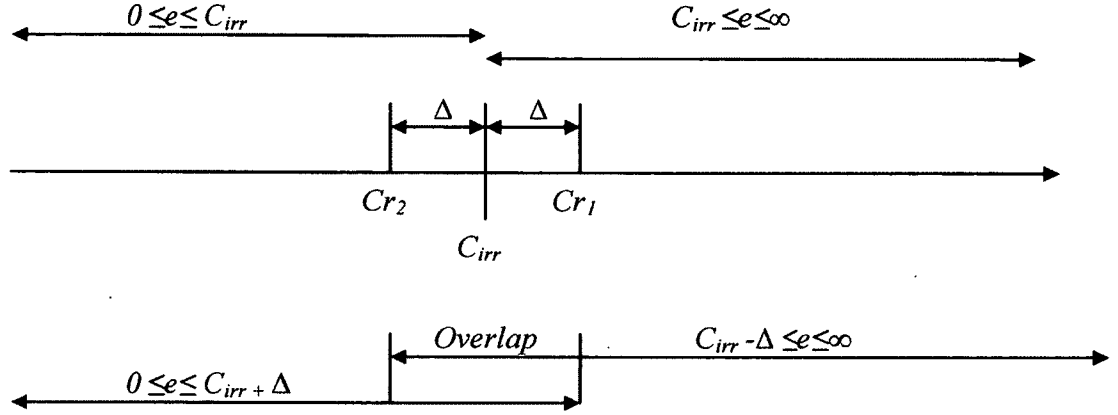 0 ≤e≤ C_irr
C_irr ≤e≤∞
Δ Δ
Cr_2 Cr_1
C_irr
Overlap C_irr -Δ ≤e≤∞
0 ≤e≤ C_irr + Δ